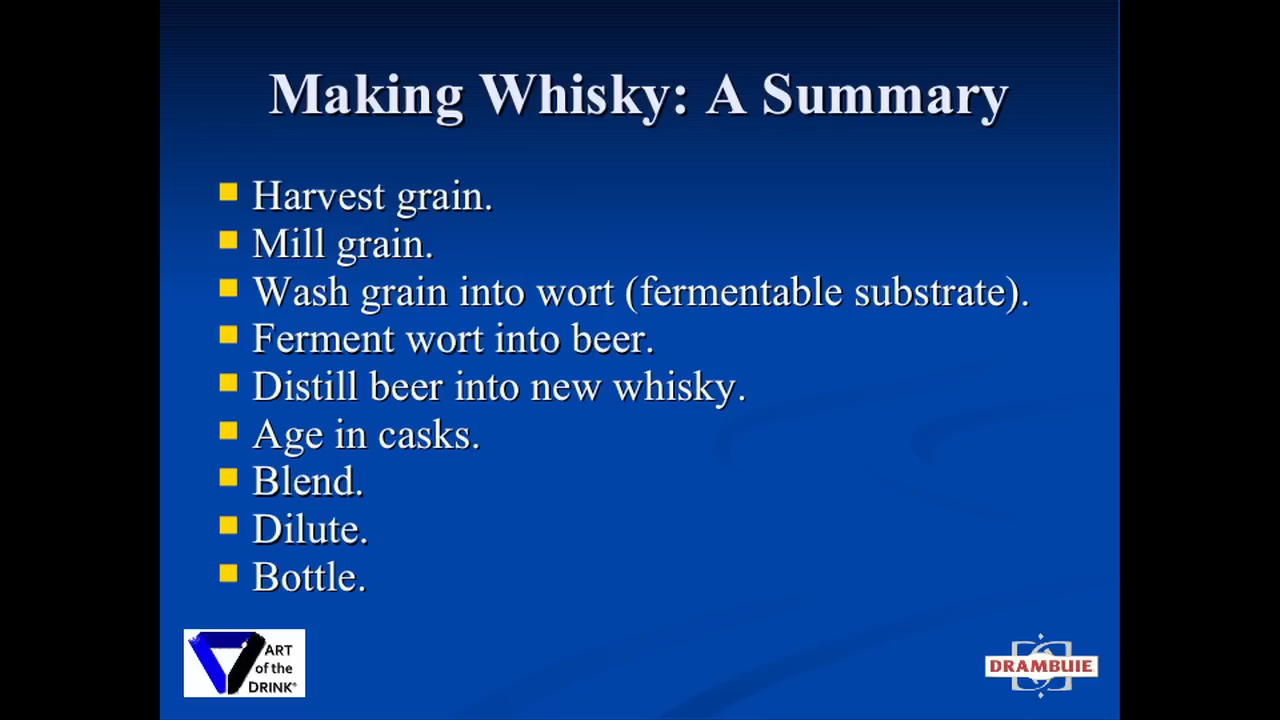 Making Whisky: A Summary
Harvest grain.
Mill grain.
Wash grain into wort (fermentable substrate).
Ferment wort into beer.
Distill beer into new whisky.
Age in casks.
Blend.
Dilute.
Bottle.
ART
of the
DRINK®
DRAMBUIE